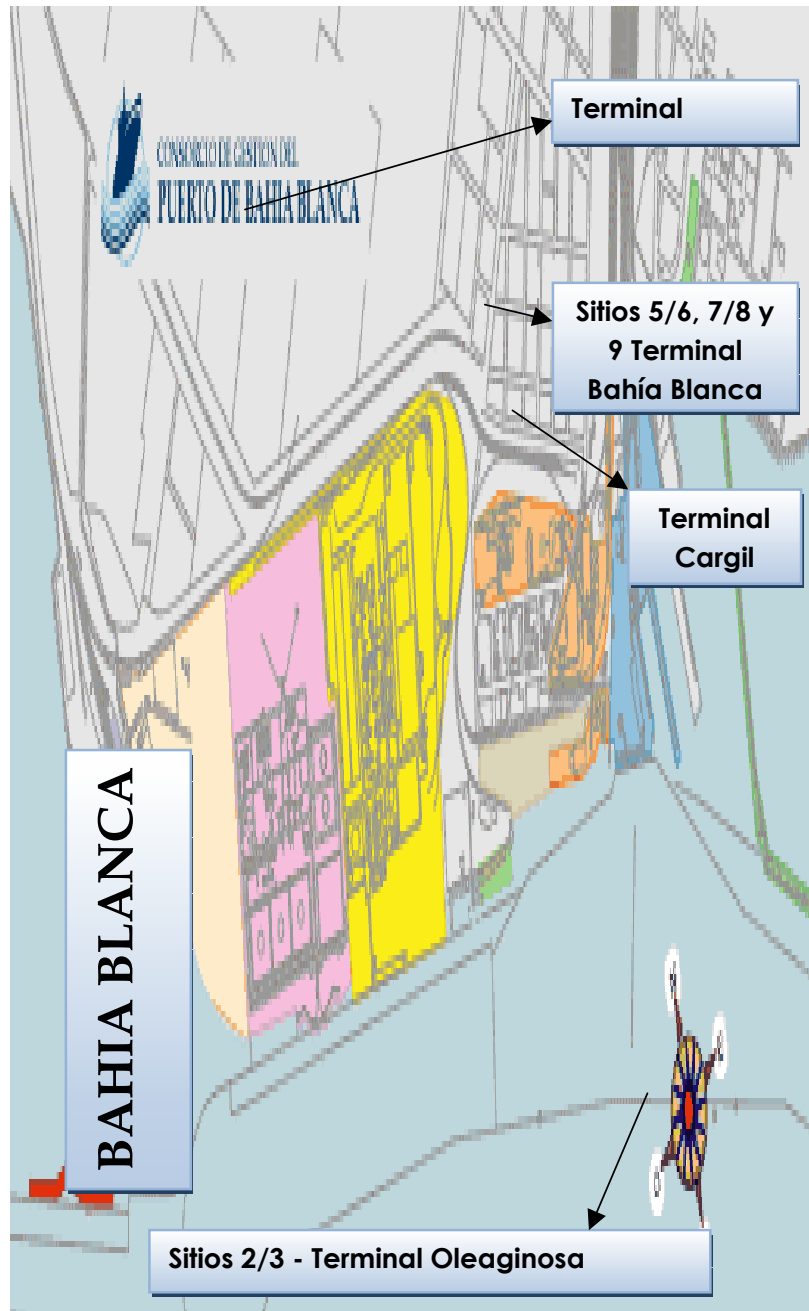 Terminal
CONSORCIO DE GESTION DEL
PUERTO DE BAHIA BLANCA
Sitios 5/6, 7/8 y
9 Terminal
Bahía Blanca
Terminal
Cargil
BAHIA BLANCA
Sitios 2/3 - Terminal Oleaginosa